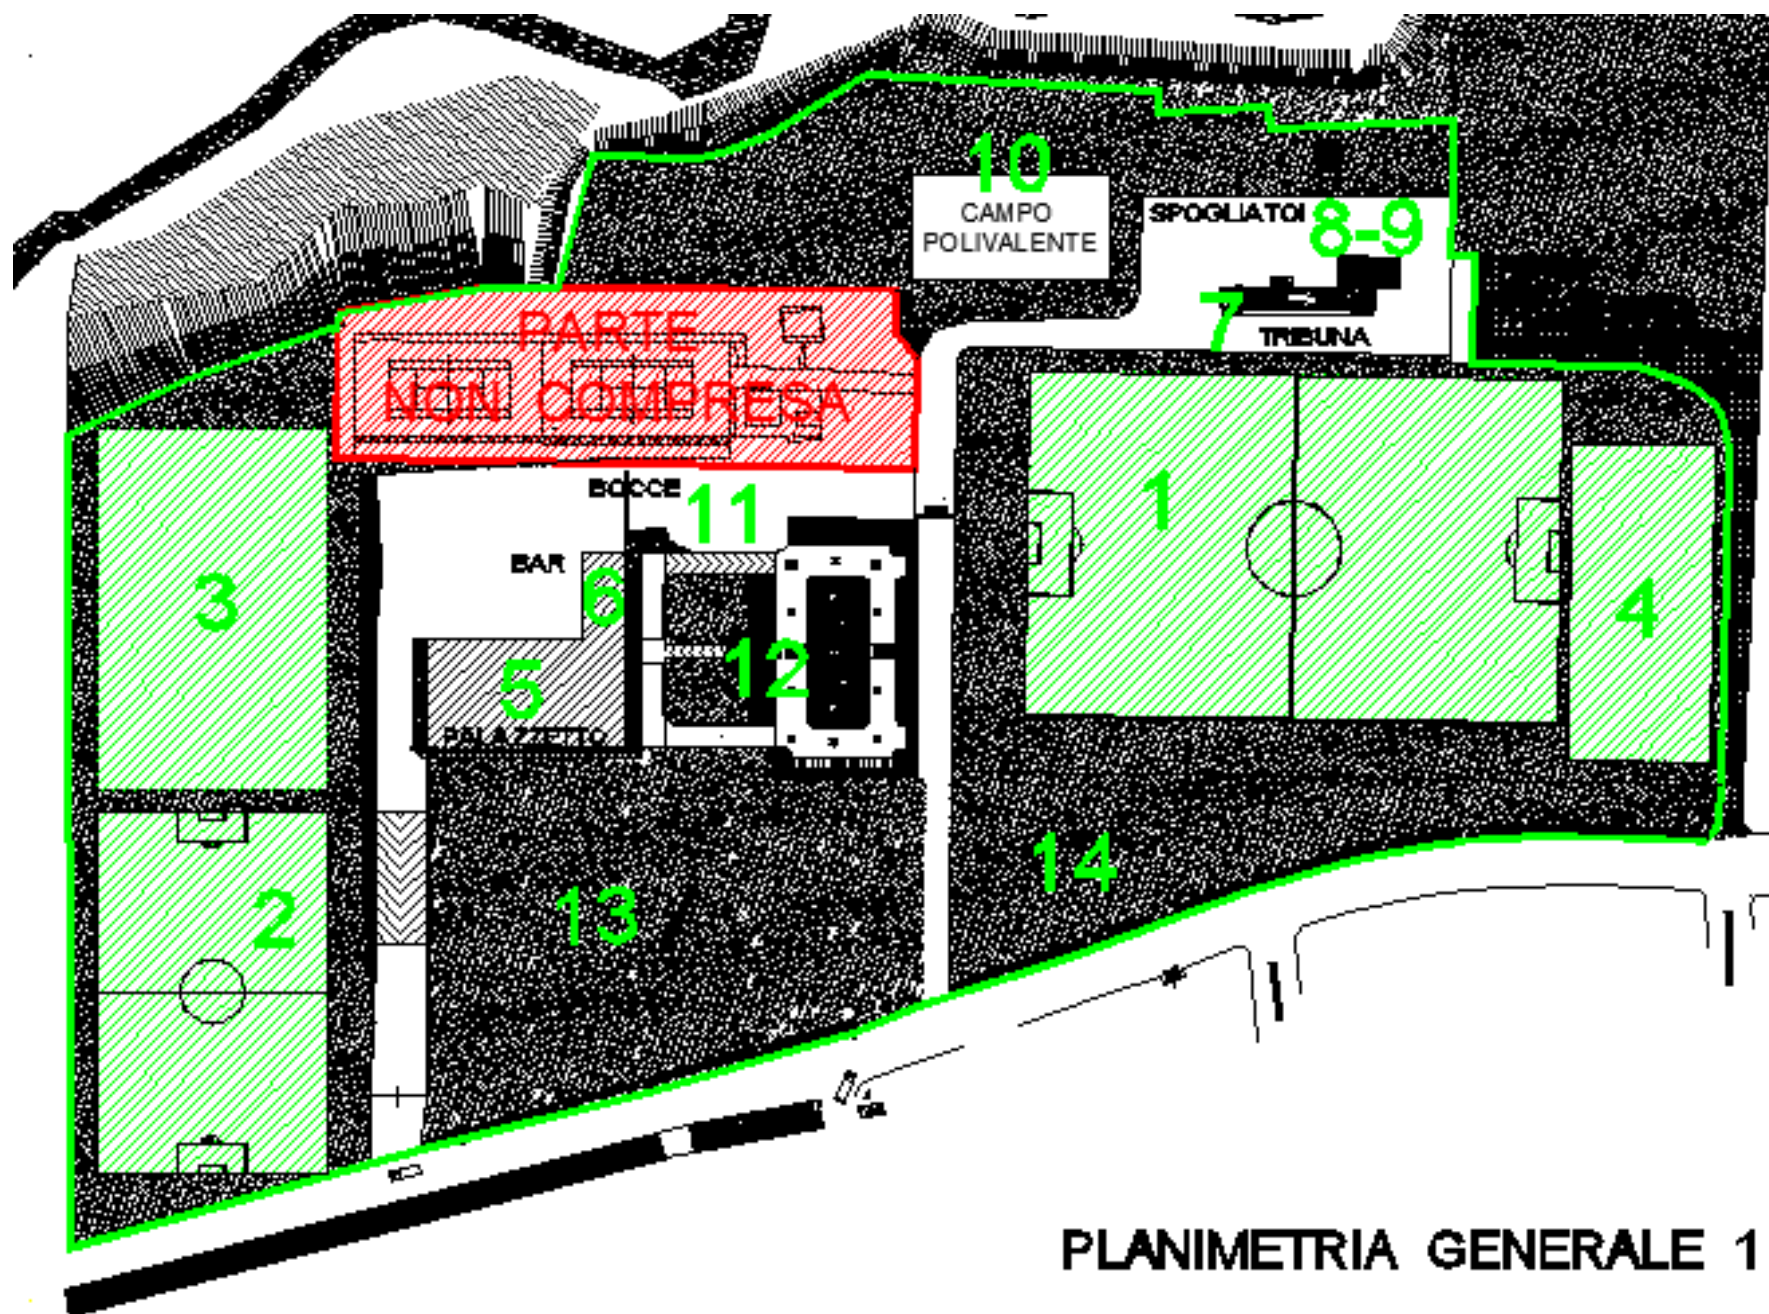 10
CAMPO
POLIVALENTE
SPOGLIATOI
8-9
7
TRIBUNA
PARTE
NON COMPRESA
1
BOCCE
11
3
BAR
6
4
12
5
PALAZZETTO
14
13
2
PLANIMETRIA GENERALE 1